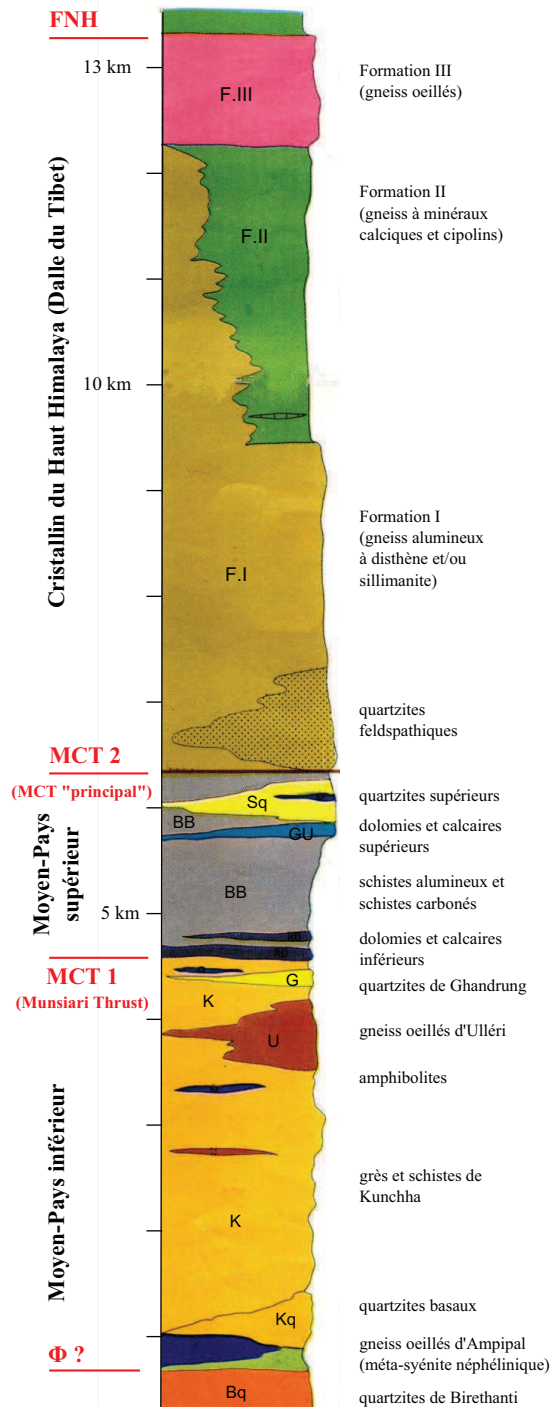 FNH
13 km
F.III
Formation III
(gneiss oeillés)
Cristallin du Haut Himalaya (Dalle du Tibet)
Formation II
(gneiss à minéraux
calciques et cipolins)
F.II
10 km
Formation I
(gneiss alumineux
à disthène et/ou
sillimanite)
F.I
quartzites
feldspathiques
MCT 2
(MCT "principal")
quartzites supérieurs
Sq
BB
dolomies et calcaires
supérieurs
GU
Moyen-Pays
supérieur
schistes alumineux et
schistes carbonés
BB
5 km
dolomies et calcaires
inférieurs
MCT 1
(Munsiari Thrust)
G
quartzites de Ghandrung
K
gneiss oeillés d'Ulléri
U
amphibolites
Moyen-Pays inférieur
grès et schistes de
Kunchha
K
quartzites basaux
Kq
gneiss oeillés d'Ampipal
(méta-syénite néphélinique)
Φ ?
Bq
quartzites de Birethanti